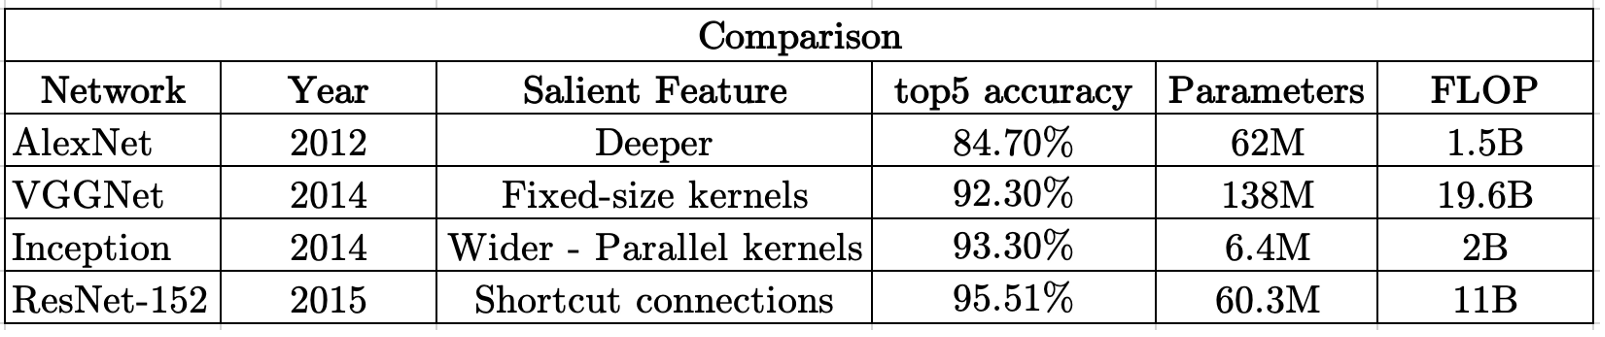 Comparison
Network Year Salient Feature top5 accuracy Parameters FLOP
AlexNet 2012 Deeper 84.70% 62M 1.5B
VGGNet 2014 Fixed-size kernels 92.30% 138M 19.6B
Inception 2014 Wider - Parallel kernels 93.30% 6.4M 2B
ResNet-152 2015 Shortcut connections 95.51% 60.3M 11B